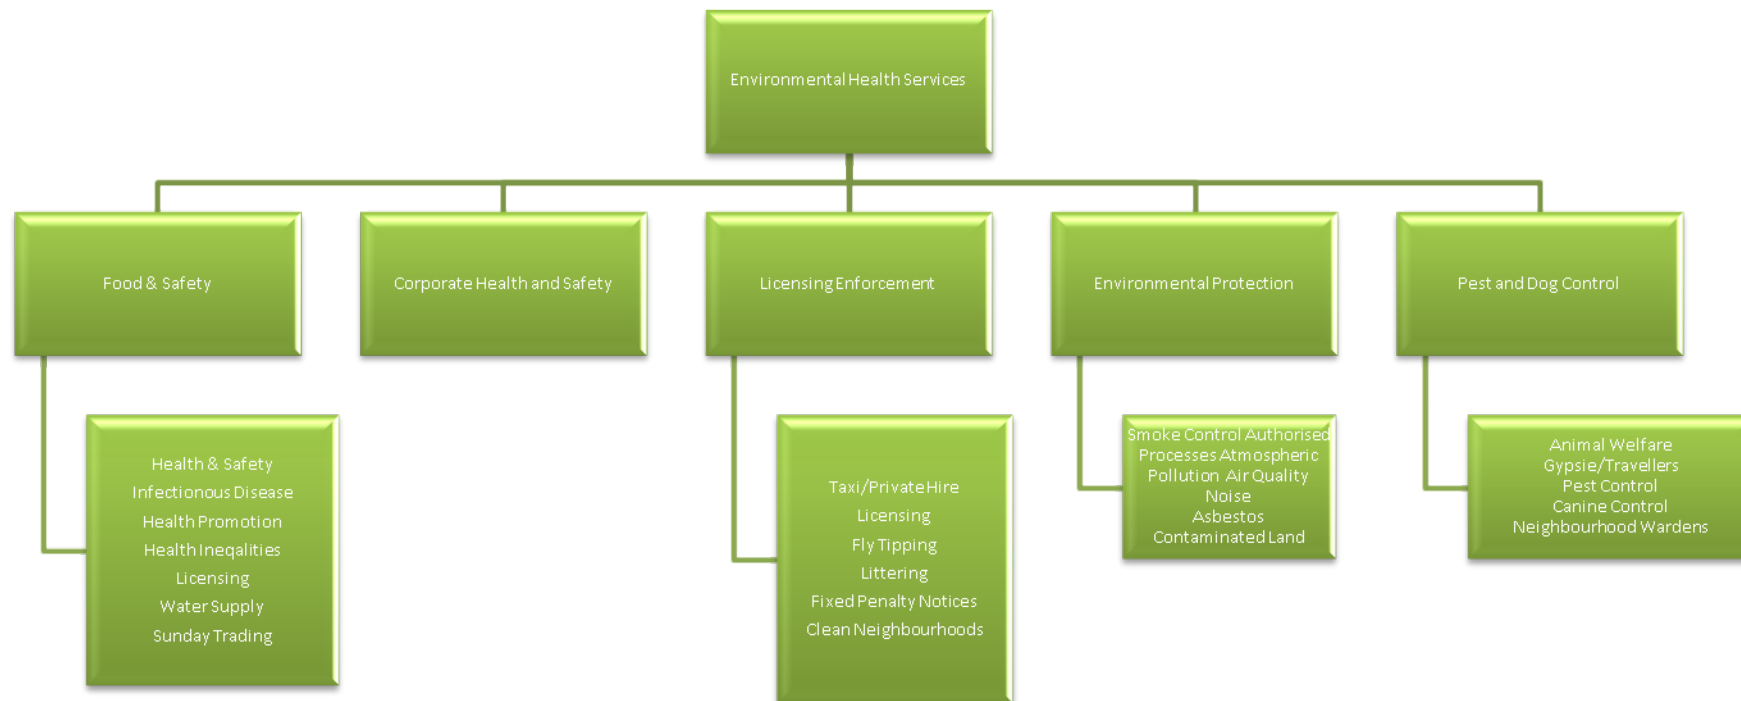 Environmental Health Services
Food & Safety
Corporate Health and Safety
Licensing Enforcement
Environmental Protection
Pest and Dog Control
Health & Safety
Infectionous Disease
Health Promotion
Health Ineqalities
Licensing
Water Supply
Sunday Trading
Taxi/Private Hire
Licensing
Fly Tipping
Littering
Fixed Penalty Notices
Clean Neighbourhoods
Smoke Control Authorised
Processes Atmospheric
Pollution Air Quality
Noise
Asbestos
Contaminated Land
Animal Welfare
Gypsie/Travellers
Pest Control
Canine Control
Neighbourhood Wardens